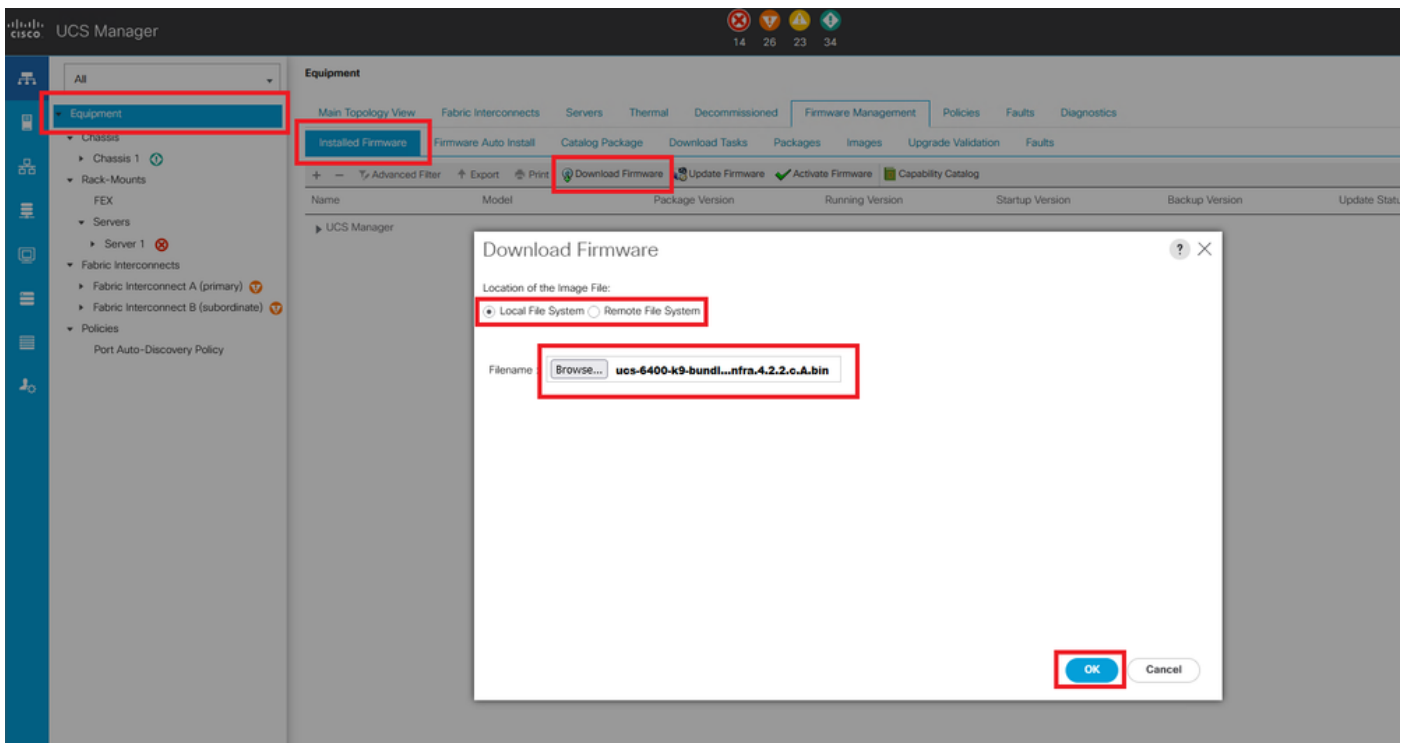 cisco UCS Manager
14 26 23 34
All
Equipment
Chassis
Chassis 1
Rack-Mounts
FEX
Servers
Server 1
Fabric Interconnects
Fabric Interconnect A (primary)
Fabric Interconnect B (subordinate)
Policies
Port Auto-Discovery Policy
Equipment
Main Topology View Fabric Interconnects Servers Thermal Decommissioned Firmware Management Policies Faults Diagnostics
Installed Firmware Firmware Auto Install Catalog Package Download Tasks Packages Images Upgrade Validation Faults
+ − Advanced Filter Export Print Download Firmware Update Firmware Activate Firmware Capability Catalog
Name Model Package Version Running Version Startup Version Backup Version Update Statu
UCS Manager
Download Firmware ? ×
Location of the Image File:
Local File System Remote File System
Filename : Browse... ucs-6400-k9-bundl...nfra.4.2.2.c.A.bin
OK Cancel